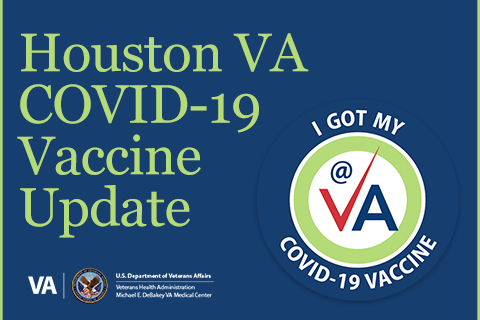 Houston VA
COVID-19
Vaccine
Update
I GOT MY
@
VA
COVID-19 VACCINE
VA
U.S. Department of Veterans Affairs
Veterans Health Administration
Michael E. DeBakey VA Medical Center